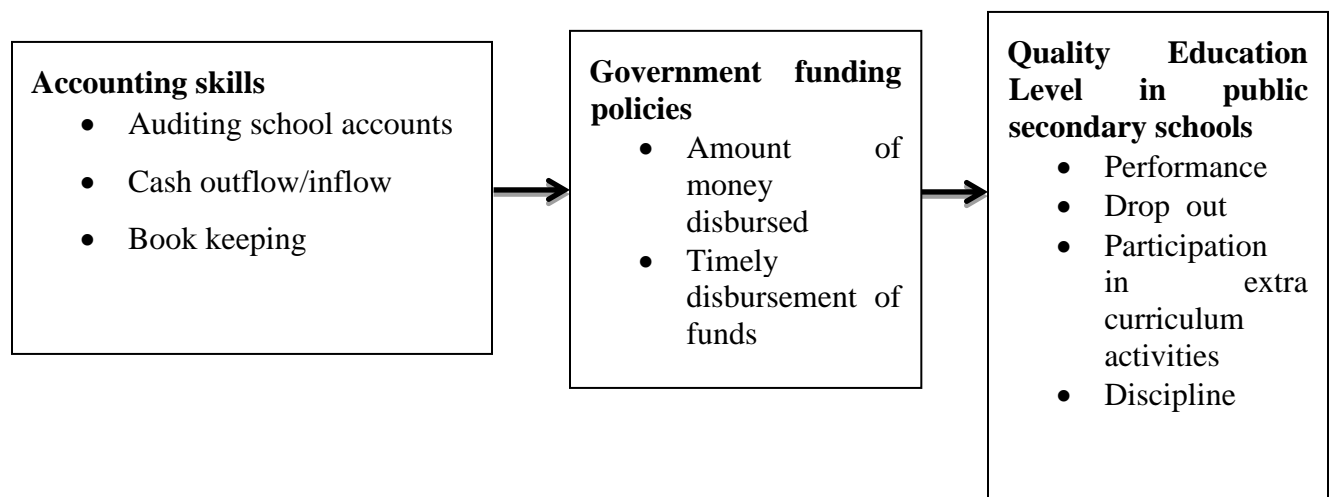 Accounting skills
• Auditing school accounts
• Cash outflow/inflow
• Book keeping
Government funding
policies
• Amount of
money
disbursed
• Timely
disbursement of
funds
Quality Education
Level in public
secondary schools
• Performance
• Drop out
• Participation
in extra
curriculum
activities
• Discipline